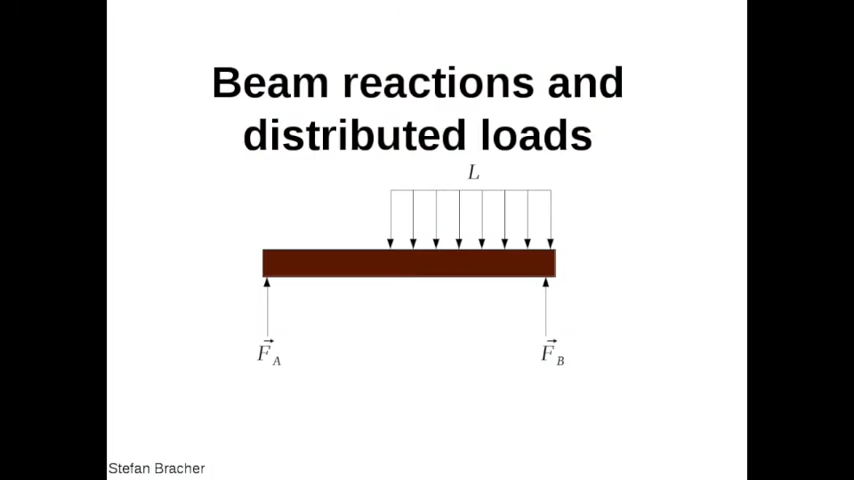 Beam reactions and
distributed loads
L
F A
F B
Stefan Bracher